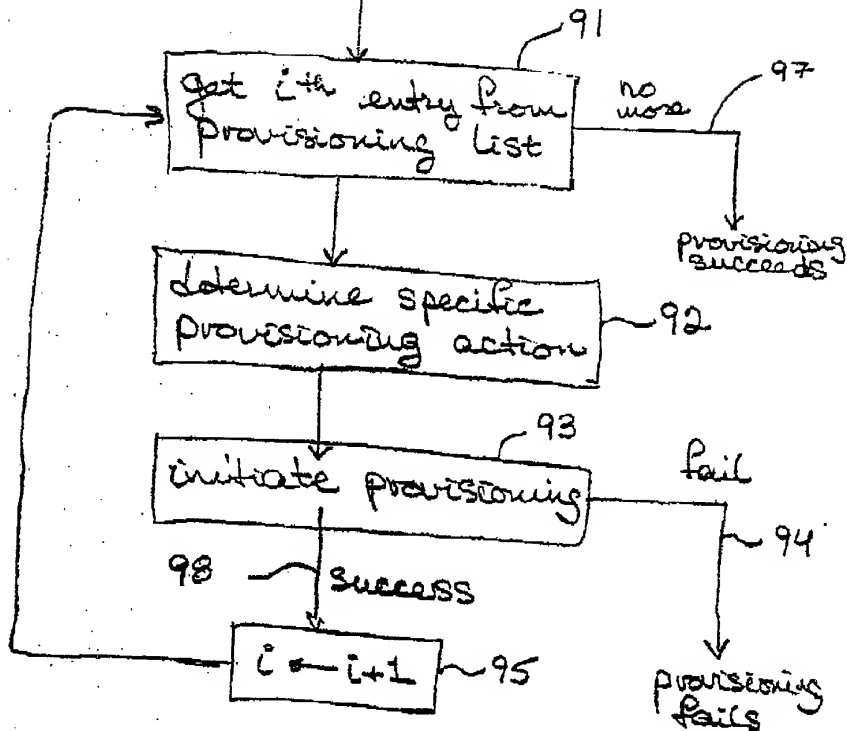 91
get ith entry from
provisioning list
no
more
97
provisioning
succeeds
determine specific
provisioning action
92
93
initiate provisioning
fail
94
98
success
i ← i+1
95
provisioning
fails